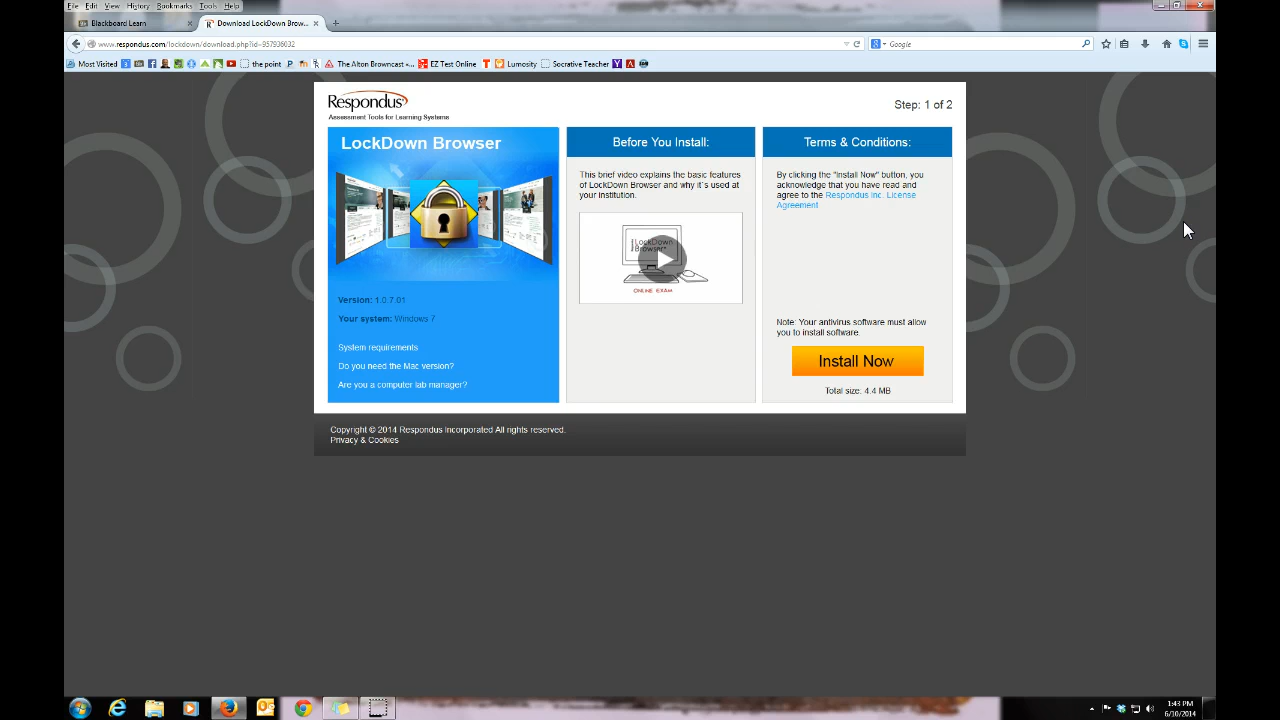 File Edit View History Bookmarks Tools Help
Blackboard Learn
Download LockDown Brow...
www.respondus.com/lockdown/download.php?id=957936032
Google
Most Visited
the point
The Alton Browncast «...
EZ Test Online
Lumosity
Socrative Teacher
Respondus
Assessment Tools for Learning Systems
Step: 1 of 2
LockDown Browser
Version: 1.0.7.01
Your system: Windows 7
System requirements
Do you need the Mac version?
Are you a computer lab manager?
Before You Install:
This brief video explains the basic features
of LockDown Browser and why it`s used at
your institution.
LockDown
Browser
ONLINE EXAM
Terms & Conditions:
By clicking the "Install Now" button, you
acknowledge that you have read and
agree to the Respondus Inc. License
Agreement
Note: Your antivirus software must allow
you to install software.
Install Now
Total size: 4.4 MB
Copyright © 2014 Respondus Incorporated All rights reserved.
Privacy & Cookies
1:43 PM
6/10/2014